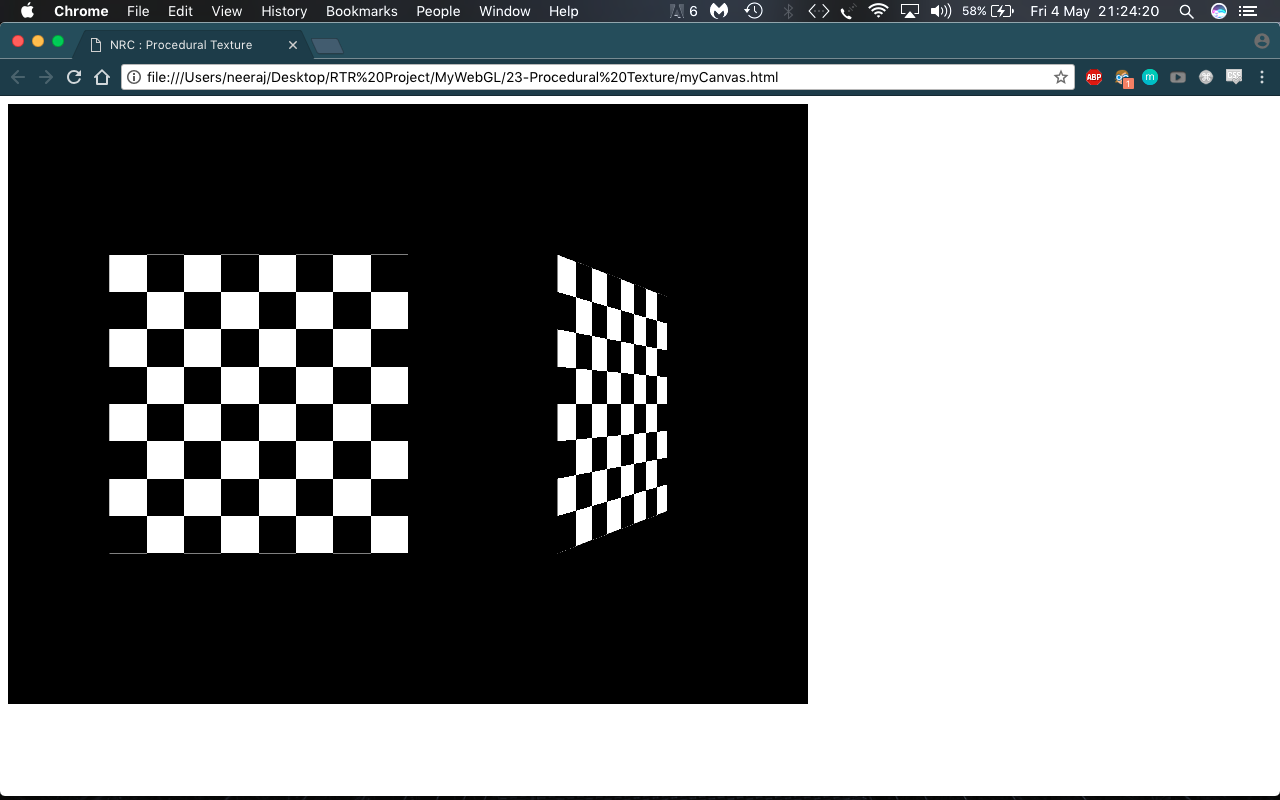 Chrome File Edit View History Bookmarks People Window Help 6 58% Fri 4 May 21:24:20
NRC : Procedural Texture
file:///Users/neeraj/Desktop/RTR%20Project/MyWebGL/23-Procedural%20Texture/myCanvas.html ABP 1 m CSP